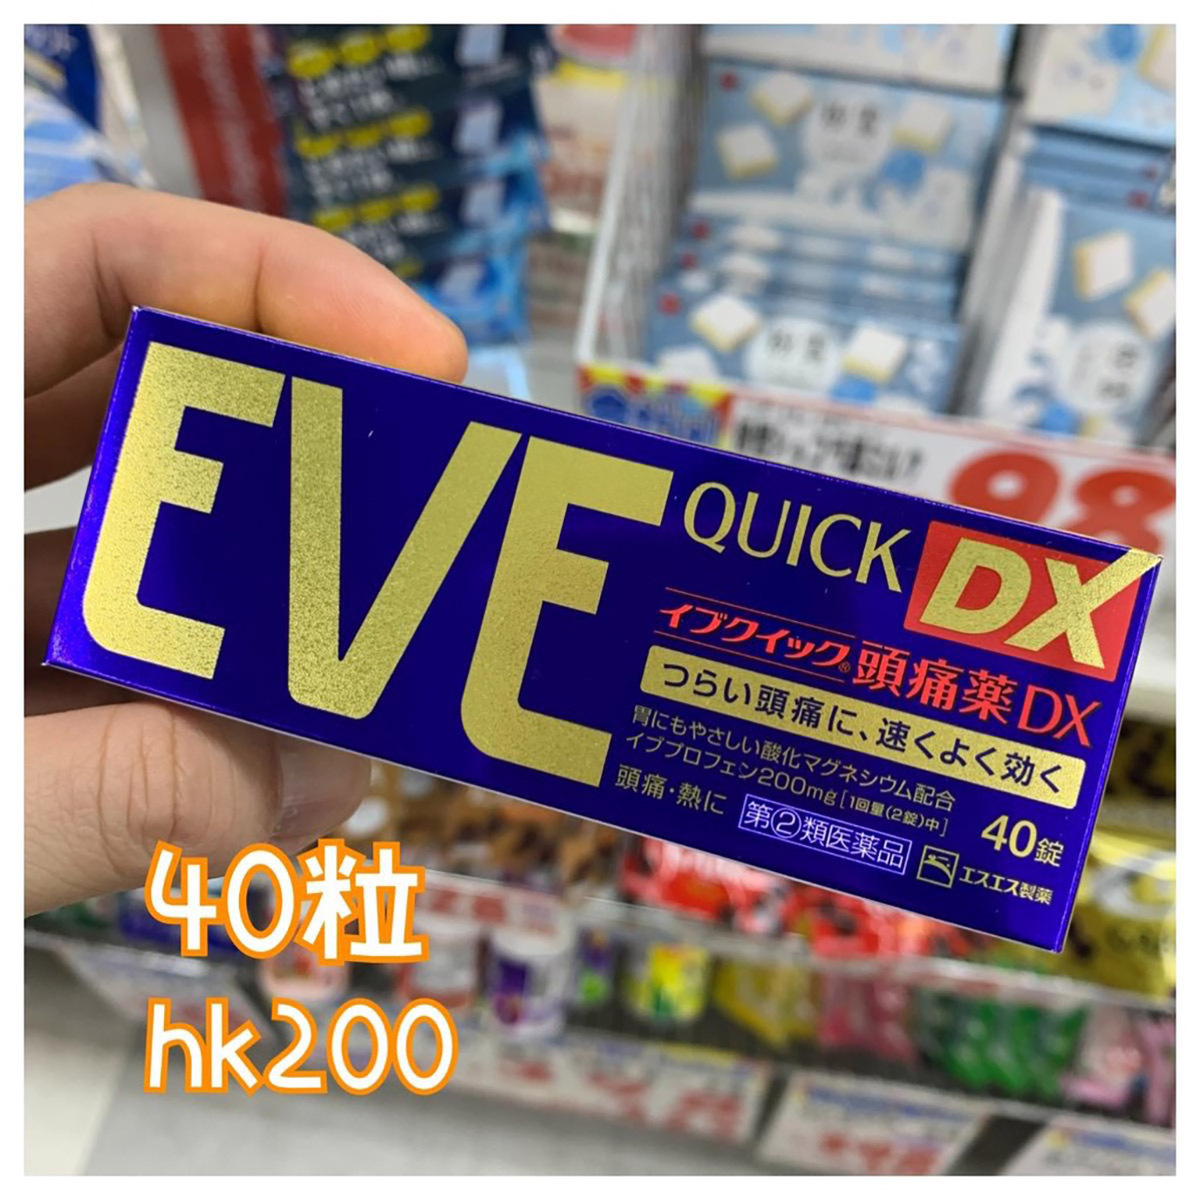 EVE
QUICK DX
イブクイック®頭痛薬DX
つらい頭痛に、速くよく効く
胃にもやさしい酸化マグネシウム配合
イブプロフェン200mg[1回量(2錠)中]
頭痛・熱に
第②類医薬品
40錠
エスエス製薬
98
40粒
hk200